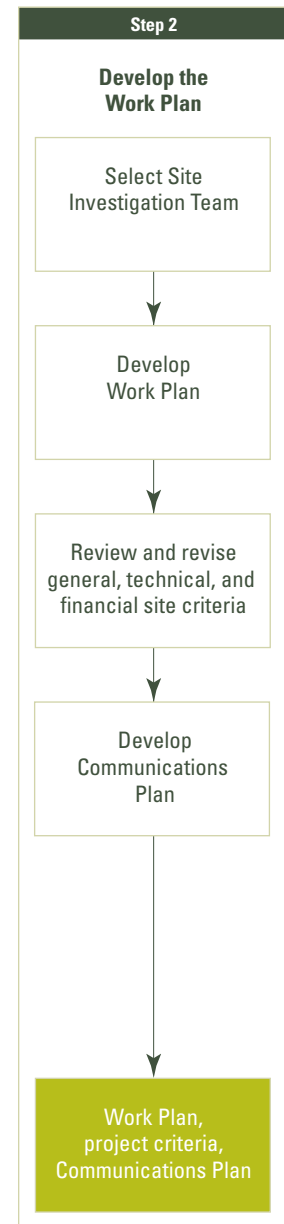 Step 2
Develop the
Work Plan
Select Site
Investigation Team
Develop
Work Plan
Review and revise
general, technical, and
financial site criteria
Develop
Communications
Plan
Work Plan,
project criteria,
Communications Plan